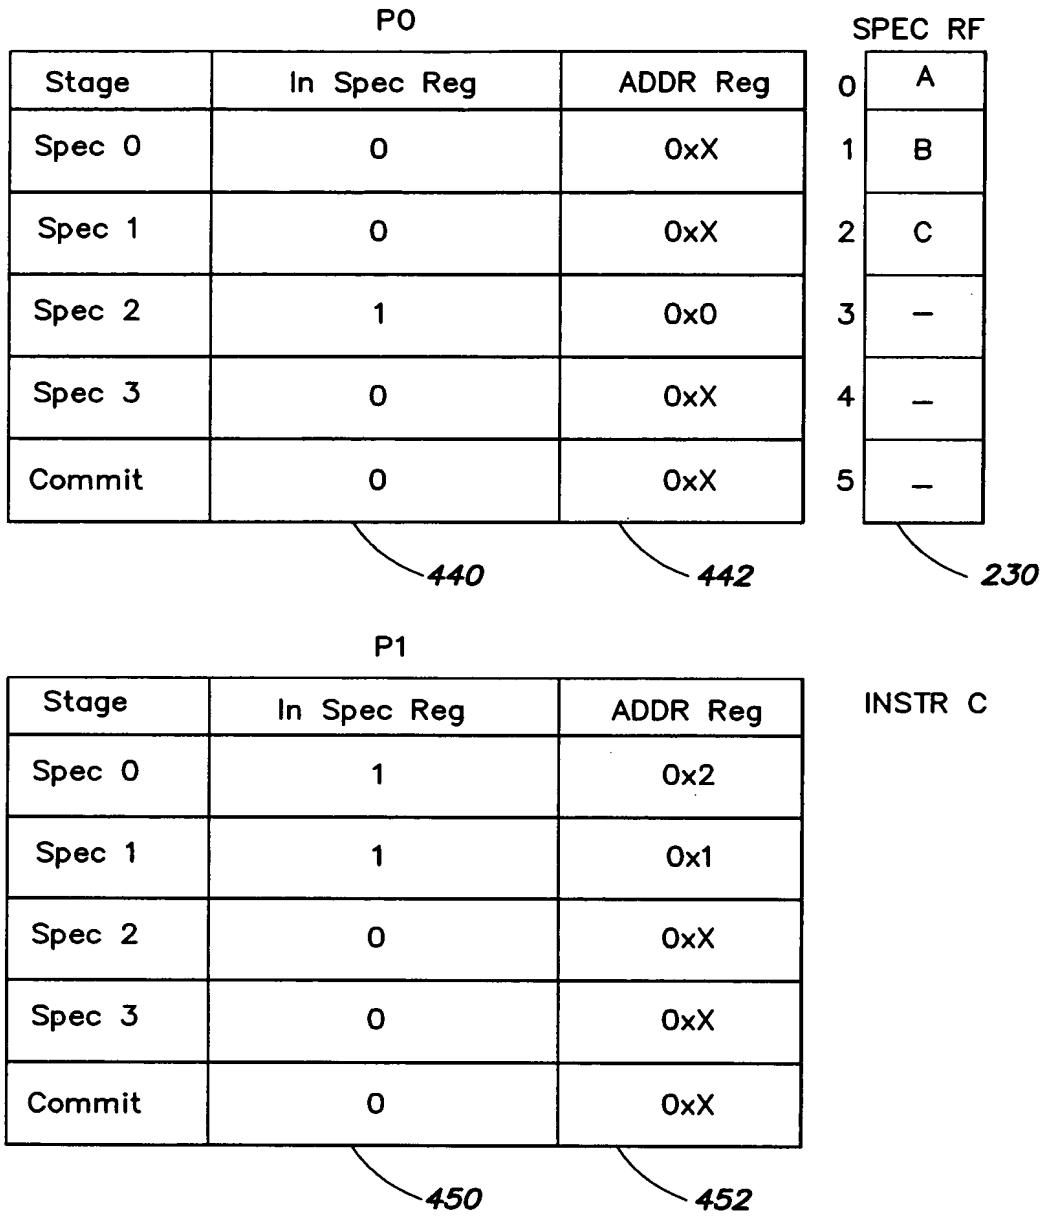 P0
SPEC RF
Stage In Spec Reg ADDR Reg 0 A
Spec 0 0 0xX 1 B
Spec 1 0 0xX 2 C
Spec 2 1 0x0 3 –
Spec 3 0 0xX 4 –
Commit 0 0xX 5 –
440 442 230
P1
Stage In Spec Reg ADDR Reg INSTR C
Spec 0 1 0x2
Spec 1 1 0x1
Spec 2 0 0xX
Spec 3 0 0xX
Commit 0 0xX
450 452